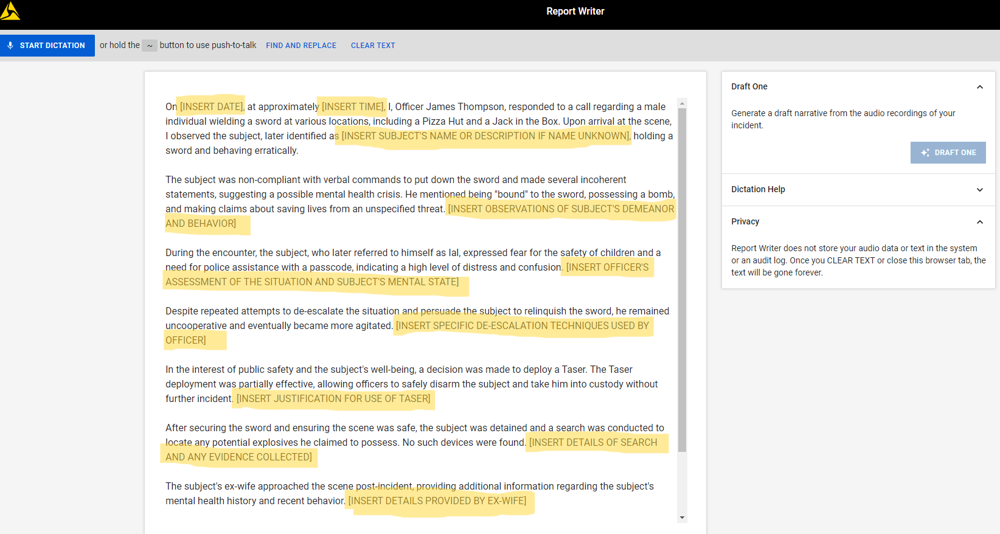 Report Writer
START DICTATION or hold the ~ button to use push-to-talk FIND AND REPLACE CLEAR TEXT
On [INSERT DATE], at approximately [INSERT TIME], I, Officer James Thompson, responded to a call regarding a male
individual wielding a sword at various locations, including a Pizza Hut and a Jack in the Box. Upon arrival at the scene,
I observed the subject, later identified as [INSERT SUBJECT'S NAME OR DESCRIPTION IF NAME UNKNOWN], holding a
sword and behaving erratically.
The subject was non-compliant with verbal commands to put down the sword and made several incoherent
statements, suggesting a possible mental health crisis. He mentioned being "bound" to the sword, possessing a bomb,
and making claims about saving lives from an unspecified threat. [INSERT OBSERVATIONS OF SUBJECT'S DEMEANOR
AND BEHAVIOR]
During the encounter, the subject, who later referred to himself as Ial, expressed fear for the safety of children and a
need for police assistance with a passcode, indicating a high level of distress and confusion. [INSERT OFFICER'S
ASSESSMENT OF THE SITUATION AND SUBJECT'S MENTAL STATE]
Despite repeated attempts to de-escalate the situation and persuade the subject to relinquish the sword, he remained
uncooperative and eventually became more agitated. [INSERT SPECIFIC DE-ESCALATION TECHNIQUES USED BY
OFFICER]
In the interest of public safety and the subject's well-being, a decision was made to deploy a Taser. The Taser
deployment was partially effective, allowing officers to safely disarm the subject and take him into custody without
further incident. [INSERT JUSTIFICATION FOR USE OF TASER]
After securing the sword and ensuring the scene was safe, the subject was detained and a search was conducted to
locate any potential explosives he claimed to possess. No such devices were found. [INSERT DETAILS OF SEARCH
AND ANY EVIDENCE COLLECTED]
The subject's ex-wife approached the scene post-incident, providing additional information regarding the subject's
mental health history and recent behavior. [INSERT DETAILS PROVIDED BY EX-WIFE]
Draft One
Generate a draft narrative from the audio recordings of your
incident.
DRAFT ONE
Dictation Help
Privacy
Report Writer does not store your audio data or text in the system
or an audit log. Once you CLEAR TEXT or close this browser tab, the
text will be gone forever.